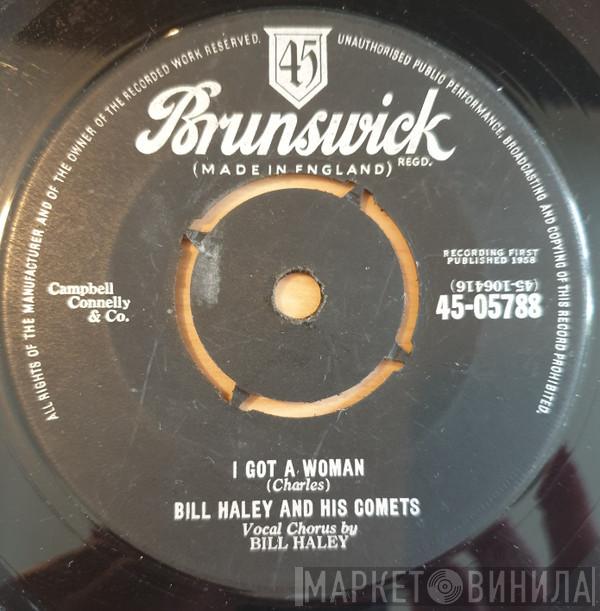 ALL RIGHTS OF THE MANUFACTURER AND OF THE OWNER OF THE RECORDED WORK RESERVED. UNAUTHORISED PUBLIC PERFORMANCE, BROADCASTING AND COPYING OF THIS RECORD PROHIBITED.
45
Brunswick
REGD.
(MADE IN ENGLAND)
RECORDING FIRST
PUBLISHED 1958
Campbell
Connelly
& Co.
(45-106416)
45-05788
I GOT A WOMAN
(Charles)
BILL HALEY AND HIS COMETS
Vocal Chorus by
BILL HALEY
МАРКЕТ ВИНИЛА